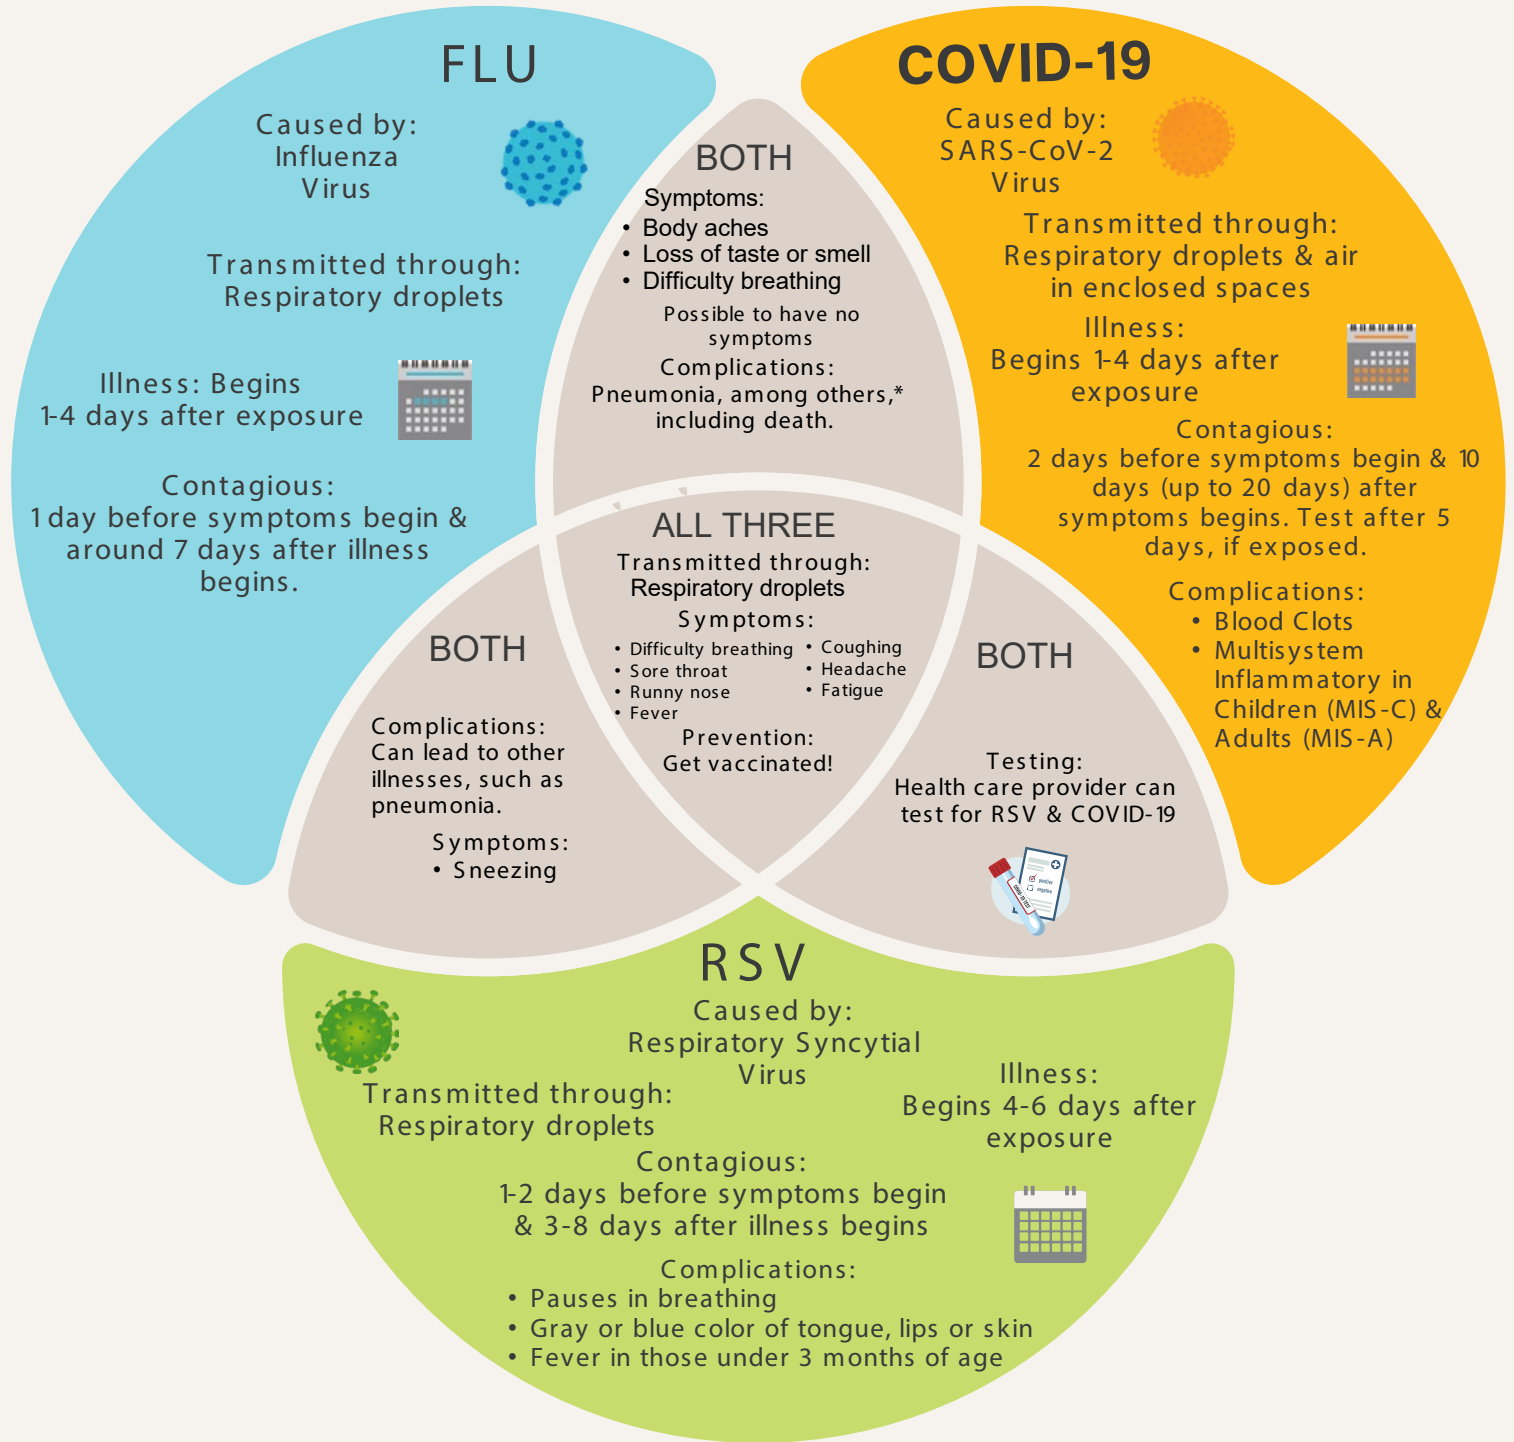 FLU
Caused by:
Influenza
Virus
Transmitted through:
Respiratory droplets
Illness: Begins
1-4 days after exposure
Contagious:
1 day before symptoms begin &
around 7 days after illness
begins.
BOTH
Symptoms:
• Body aches
• Loss of taste or smell
• Difficulty breathing
Possible to have no
symptoms
Complications:
Pneumonia, among others,*
including death.
COVID-19
Caused by:
SARS-CoV-2
Virus
Transmitted through:
Respiratory droplets & air
in enclosed spaces
Illness:
Begins 1-4 days after
exposure
Contagious:
2 days before symptoms begin & 10
days (up to 20 days) after
symptoms begins. Test after 5
days, if exposed.
Complications:
• Blood Clots
• Multisystem
Inflammatory in
Children (MIS-C) &
Adults (MIS-A)
ALL THREE
Transmitted through:
Respiratory droplets
Symptoms:
• Difficulty breathing
• Sore throat
• Runny nose
• Fever
• Coughing
• Headache
• Fatigue
Prevention:
Get vaccinated!
BOTH
Complications:
Can lead to other
illnesses, such as
pneumonia.
Symptoms:
• Sneezing
BOTH
Testing:
Health care provider can
test for RSV & COVID-19
positive
negative
COVID-19 TEST
RSV
Caused by:
Respiratory Syncytial
Virus
Transmitted through:
Respiratory droplets
Illness:
Begins 4-6 days after
exposure
Contagious:
1-2 days before symptoms begin
& 3-8 days after illness begins
Complications:
• Pauses in breathing
• Gray or blue color of tongue, lips or skin
• Fever in those under 3 months of age